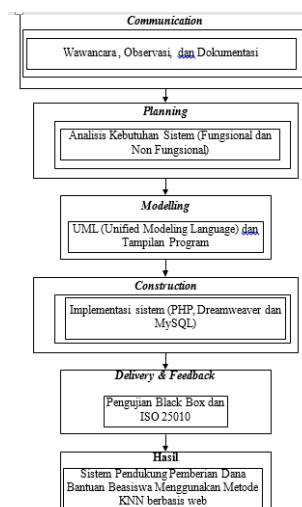 Communication
Wawancara, Observasi, dan Dokumentasi
Planning
Analisis Kebutuhan Sistem (Fungsional dan
Non Fungsional)
Modelling
UML (Unified Modeling Language) dan
Tampilan Program
Construction
Implementasi sistem (PHP, Dreamweaver dan
MySQL)
Delivery & Feedback
Pengujian Black Box dan
ISO 25010
Hasil
Sistem Pendukung Pemberian Dana
Bantuan Beasiswa Menggunakan Metode
KNN berbasis web